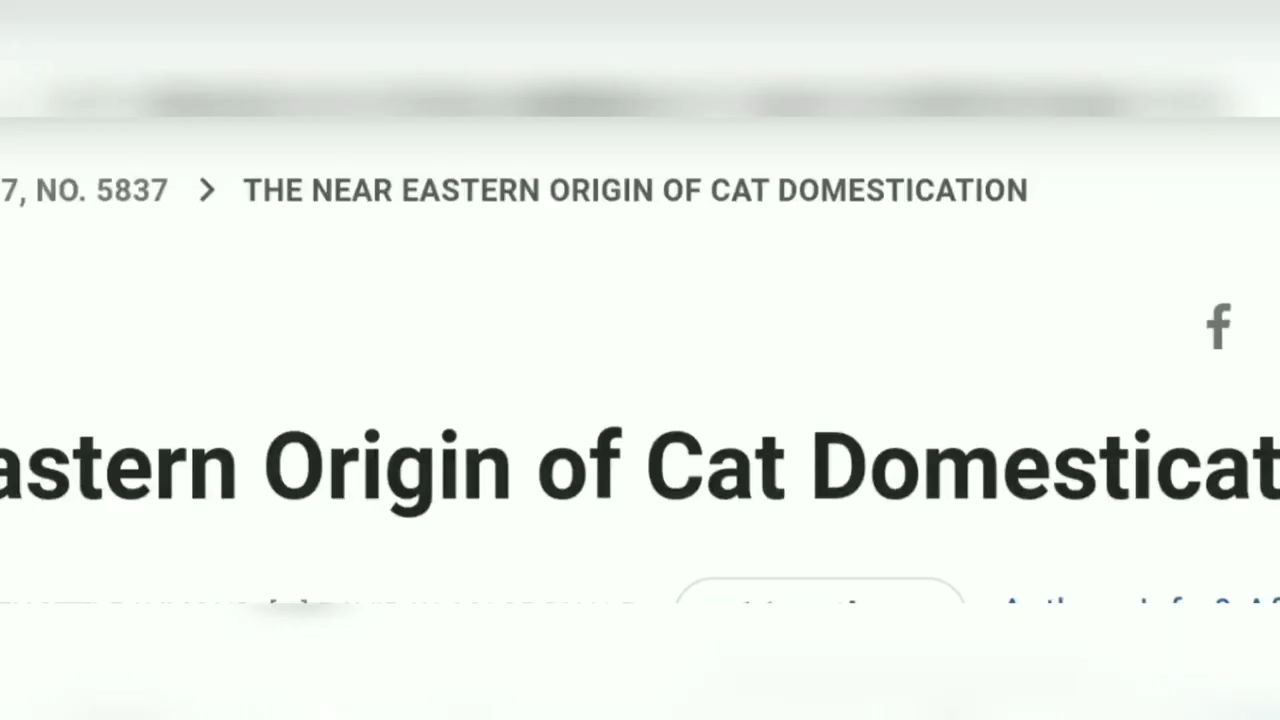 7, NO. 5837 > THE NEAR EASTERN ORIGIN OF CAT DOMESTICATION
f
astern Origin of Cat Domesticat